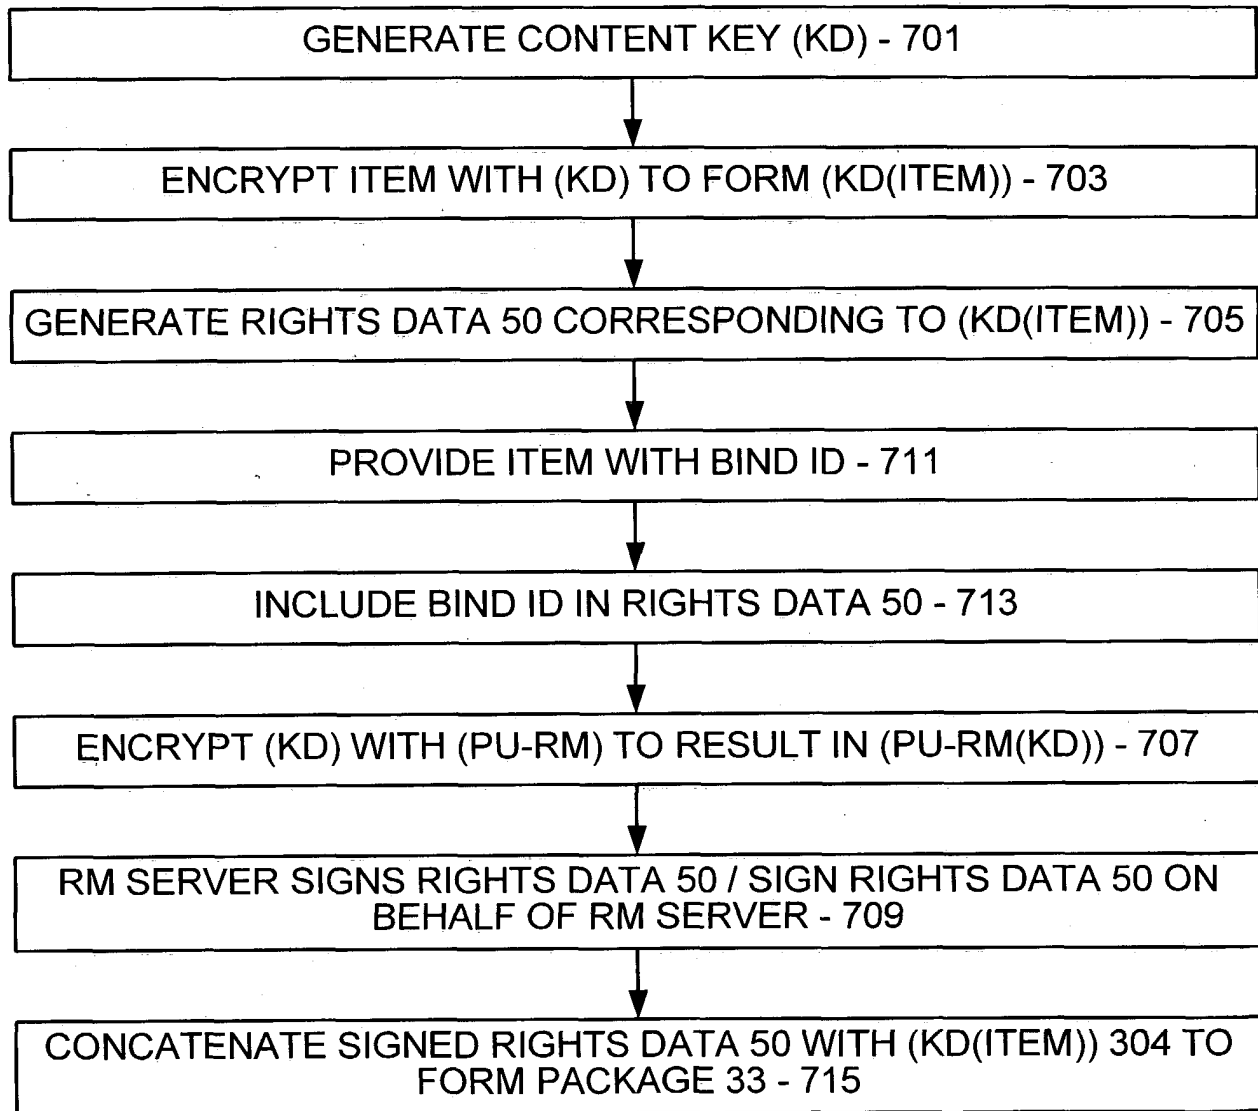 GENERATE CONTENT KEY (KD) - 701
ENCRYPT ITEM WITH (KD) TO FORM (KD(ITEM)) - 703
GENERATE RIGHTS DATA 50 CORRESPONDING TO (KD(ITEM)) - 705
PROVIDE ITEM WITH BIND ID - 711
INCLUDE BIND ID IN RIGHTS DATA 50 - 713
ENCRYPT (KD) WITH (PU-RM) TO RESULT IN (PU-RM(KD)) - 707
RM SERVER SIGNS RIGHTS DATA 50 / SIGN RIGHTS DATA 50 ON
BEHALF OF RM SERVER - 709
CONCATENATE SIGNED RIGHTS DATA 50 WITH (KD(ITEM)) 304 TO
FORM PACKAGE 33 - 715